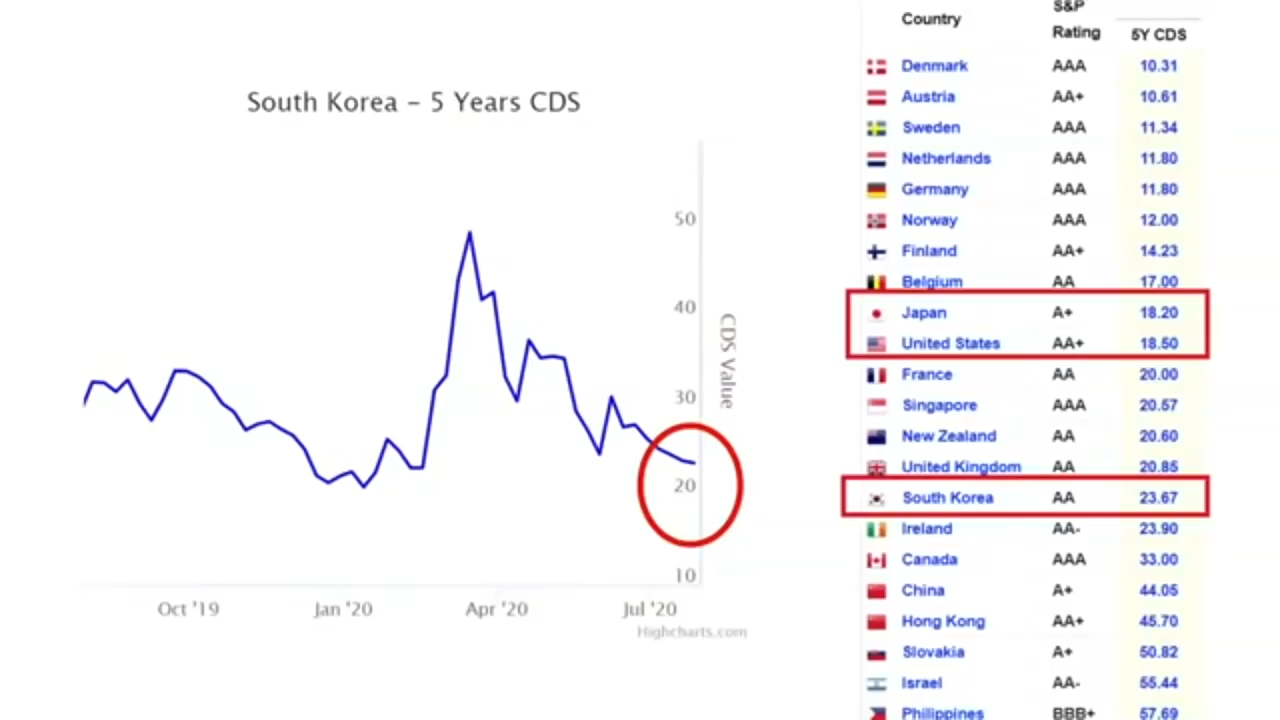 South Korea – 5 Years CDS
50
40
30
20
10
CDS Value
Oct '19 Jan '20 Apr '20 Jul '20
Highcharts.com
Country S&P Rating 5Y CDS
Denmark AAA 10.31
Austria AA+ 10.61
Sweden AAA 11.34
Netherlands AAA 11.80
Germany AAA 11.80
Norway AAA 12.00
Finland AA+ 14.23
Belgium AA 17.00
Japan A+ 18.20
United States AA+ 18.50
France AA 20.00
Singapore AAA 20.57
New Zealand AA 20.60
United Kingdom AA 20.85
South Korea AA 23.67
Ireland AA- 23.90
Canada AAA 33.00
China A+ 44.05
Hong Kong AA+ 45.70
Slovakia A+ 50.82
Israel AA- 55.44
Philippines BBB+ 57.69